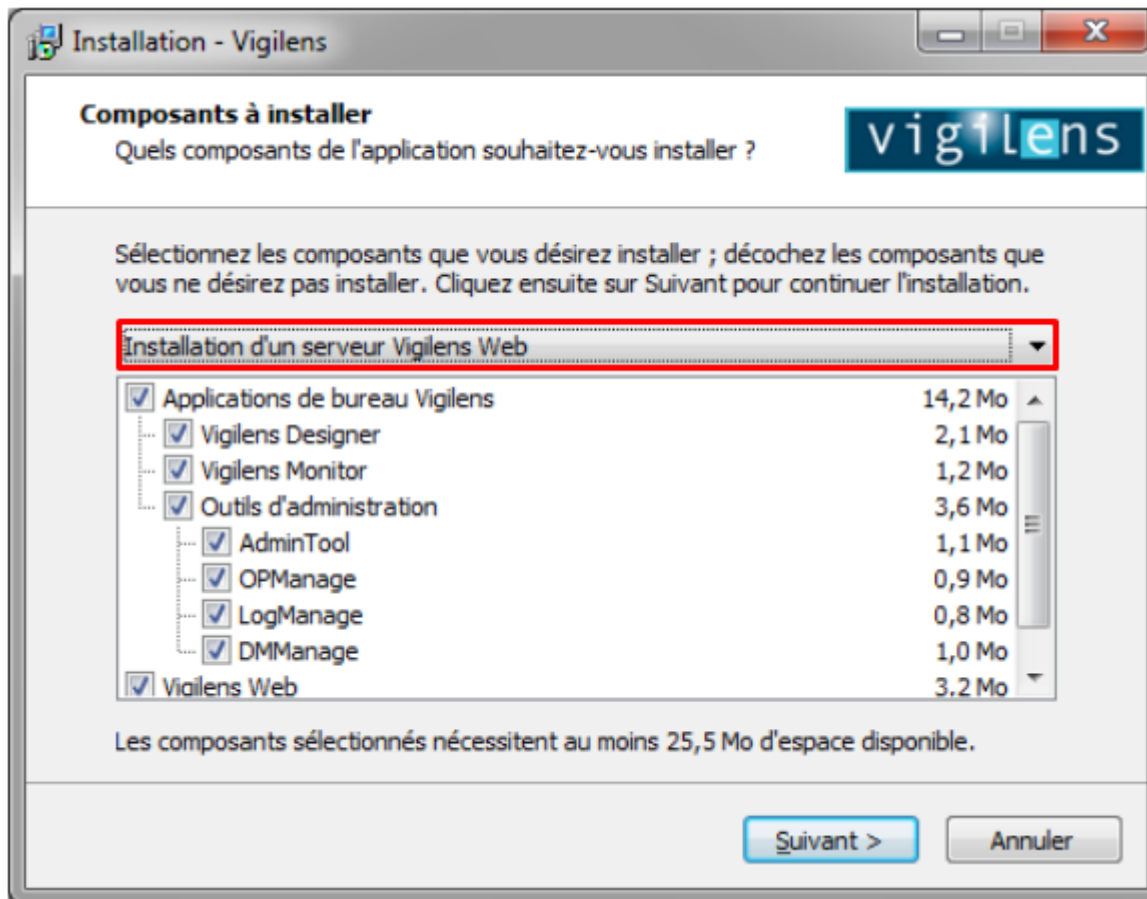 Installation - Vigilens
Composants à installer
Quels composants de l'application souhaitez-vous installer ?
vigilens
Sélectionnez les composants que vous désirez installer ; décochez les composants que
vous ne désirez pas installer. Cliquez ensuite sur Suivant pour continuer l'installation.
Installation d'un serveur Vigilens Web
Applications de bureau Vigilens 14,2 Mo
Vigilens Designer 2,1 Mo
Vigilens Monitor 1,2 Mo
Outils d'administration 3,6 Mo
AdminTool 1,1 Mo
OPManage 0,9 Mo
LogManage 0,8 Mo
DMManage 1,0 Mo
Vigilens Web 3,2 Mo
Les composants sélectionnés nécessitent au moins 25,5 Mo d'espace disponible.
Suivant > Annuler